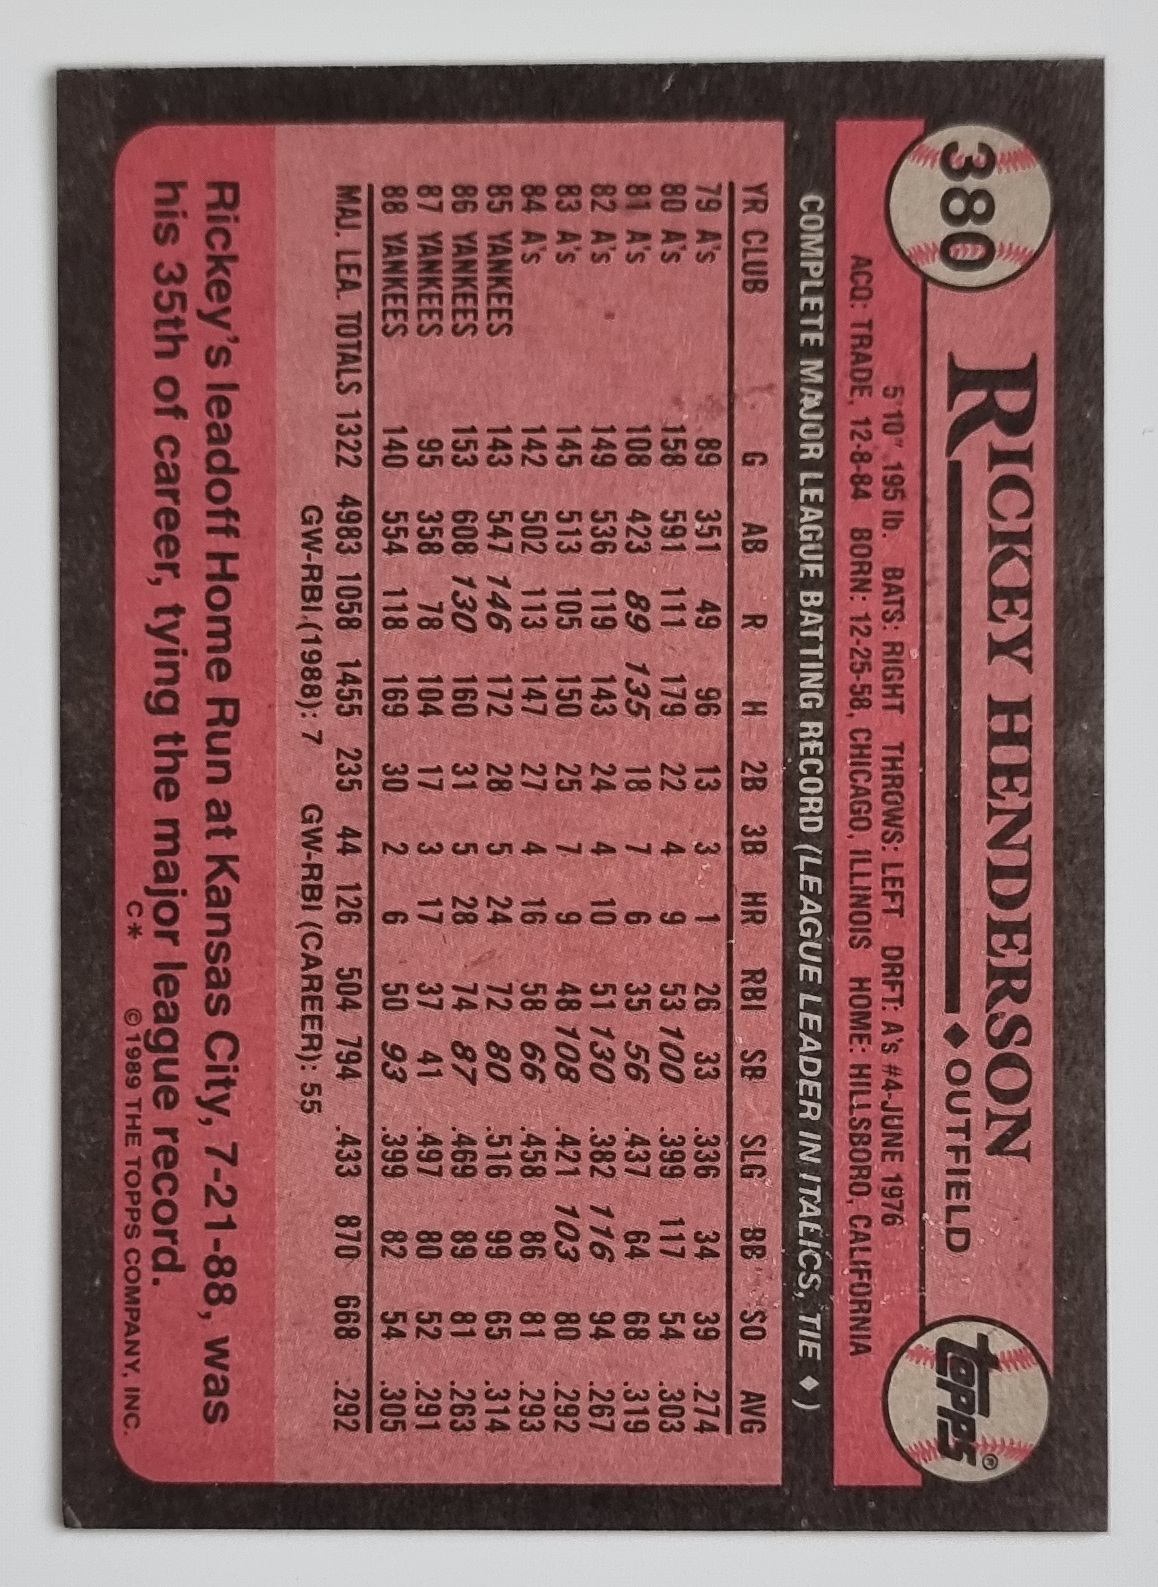 380
RICKEY HENDERSON
◆OUTFIELD
topps®
5'10" 195 lb. BATS: RIGHT THROWS: LEFT DRFT: A's #4-JUNE 1976
ACQ: TRADE, 12-8-84 BORN: 12-25-58, CHICAGO, ILLINOIS HOME: HILLSBORO, CALIFORNIA
COMPLETE MAJOR LEAGUE BATTING RECORD (LEAGUE LEADER IN ITALICS, TIE ◆)
YR CLUB G AB R H 2B 3B HR RBI SB SLG BB SO AVG
79 A's 89 351 49 96 13 3 1 26 33 .336 34 39 .274
80 A's 158 591 111 179 22 4 9 53 100 .399 117 54 .303
81 A's 108 423 89 135 18 7 6 35 56 .437 64 68 .319
82 A's 149 536 119 143 24 4 10 51 130 .382 116 94 .267
83 A's 145 513 105 150 25 7 9 48 108 .421 103 80 .292
84 A's 142 502 113 147 27 4 16 58 66 .458 86 81 .293
85 YANKEES 143 547 146 172 28 5 24 72 80 .516 99 65 .314
86 YANKEES 153 608 130 160 31 5 28 74 87 .469 89 81 .263
87 YANKEES 95 358 78 104 17 3 17 37 41 .497 80 52 .291
88 YANKEES 140 554 118 169 30 2 6 50 93 .399 82 54 .305
MAJ. LEA. TOTALS 1322 4983 1058 1455 235 44 126 504 794 .433 870 668 .292
GW-RBI (1988): 7 GW-RBI (CAREER): 55
Rickey's leadoff Home Run at Kansas City, 7-21-88, was
his 35th of career, tying the major league record.
C* © 1989 THE TOPPS COMPANY, INC.